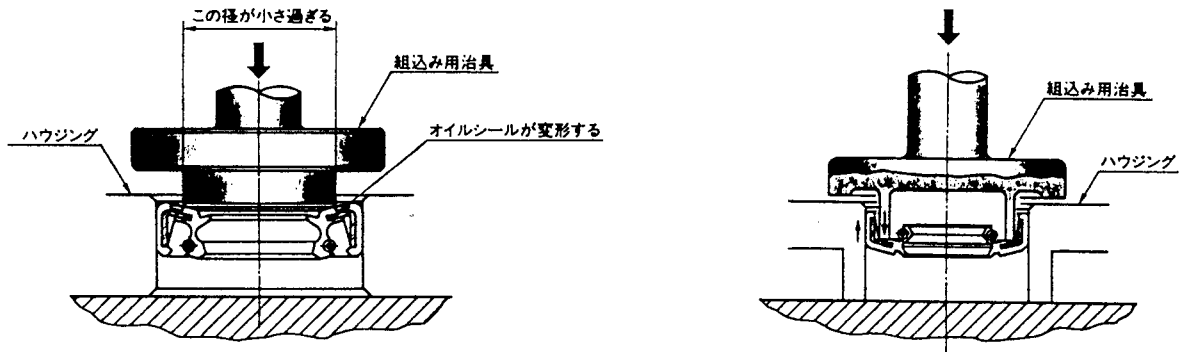 この径が小さ過ぎる
組込み用治具
ハウジング
オイルシールが変形する
組込み用治具
ハウジング